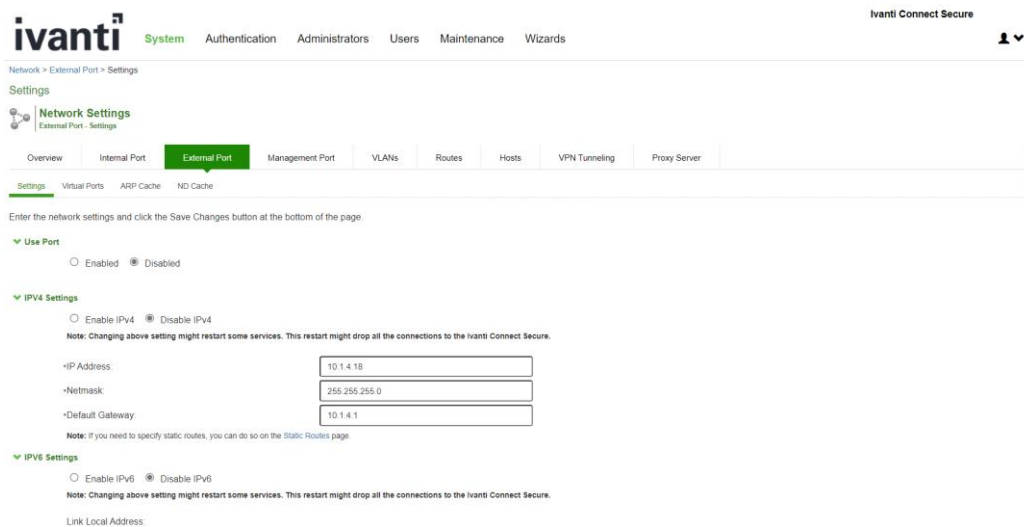 Ivanti Connect Secure
ivanti
System Authentication Administrators Users Maintenance Wizards
Network > External Port > Settings
Settings
Network Settings
External Port - Settings
Overview Internal Port External Port Management Port VLANs Routes Hosts VPN Tunneling Proxy Server
Settings Virtual Ports ARP Cache ND Cache
Enter the network settings and click the Save Changes button at the bottom of the page.
Use Port
Enabled Disabled
IPV4 Settings
Enable IPv4 Disable IPv4
Note: Changing above setting might restart some services. This restart might drop all the connections to the Ivanti Connect Secure.
*IP Address: 10.1.4.18
*Netmask: 255.255.255.0
*Default Gateway: 10.1.4.1
Note: If you need to specify static routes, you can do so on the Static Routes page.
IPV6 Settings
Enable IPv6 Disable IPv6
Note: Changing above setting might restart some services. This restart might drop all the connections to the Ivanti Connect Secure.
Link Local Address: